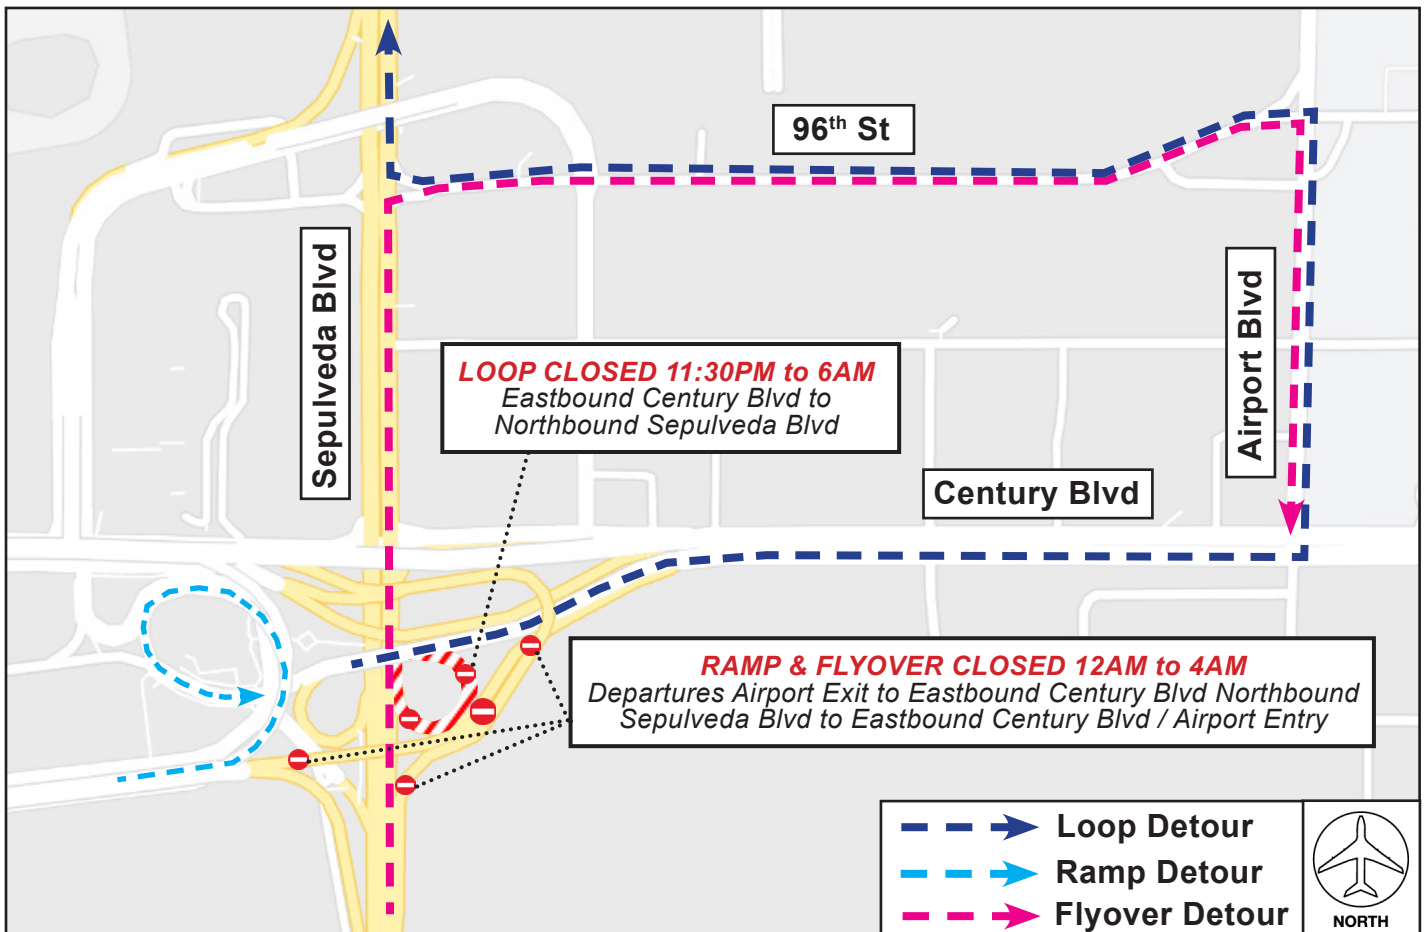 96th St
Sepulveda Blvd
Airport Blvd
LOOP CLOSED 11:30PM to 6AM
Eastbound Century Blvd to
Northbound Sepulveda Blvd
Century Blvd
RAMP & FLYOVER CLOSED 12AM to 4AM
Departures Airport Exit to Eastbound Century Blvd Northbound
Sepulveda Blvd to Eastbound Century Blvd / Airport Entry
Loop Detour
Ramp Detour
Flyover Detour
NORTH